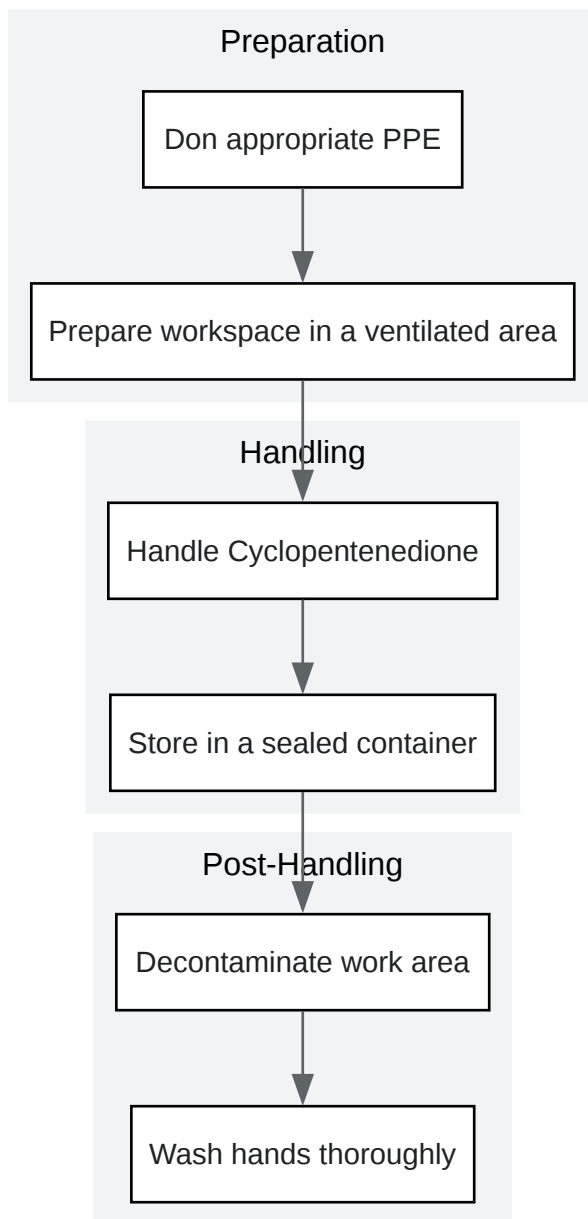 Preparation
Don appropriate PPE
Prepare workspace in a ventilated area
Handling
Handle Cyclopentenedione
Store in a sealed container
Post-Handling
Decontaminate work area
Wash hands thoroughly